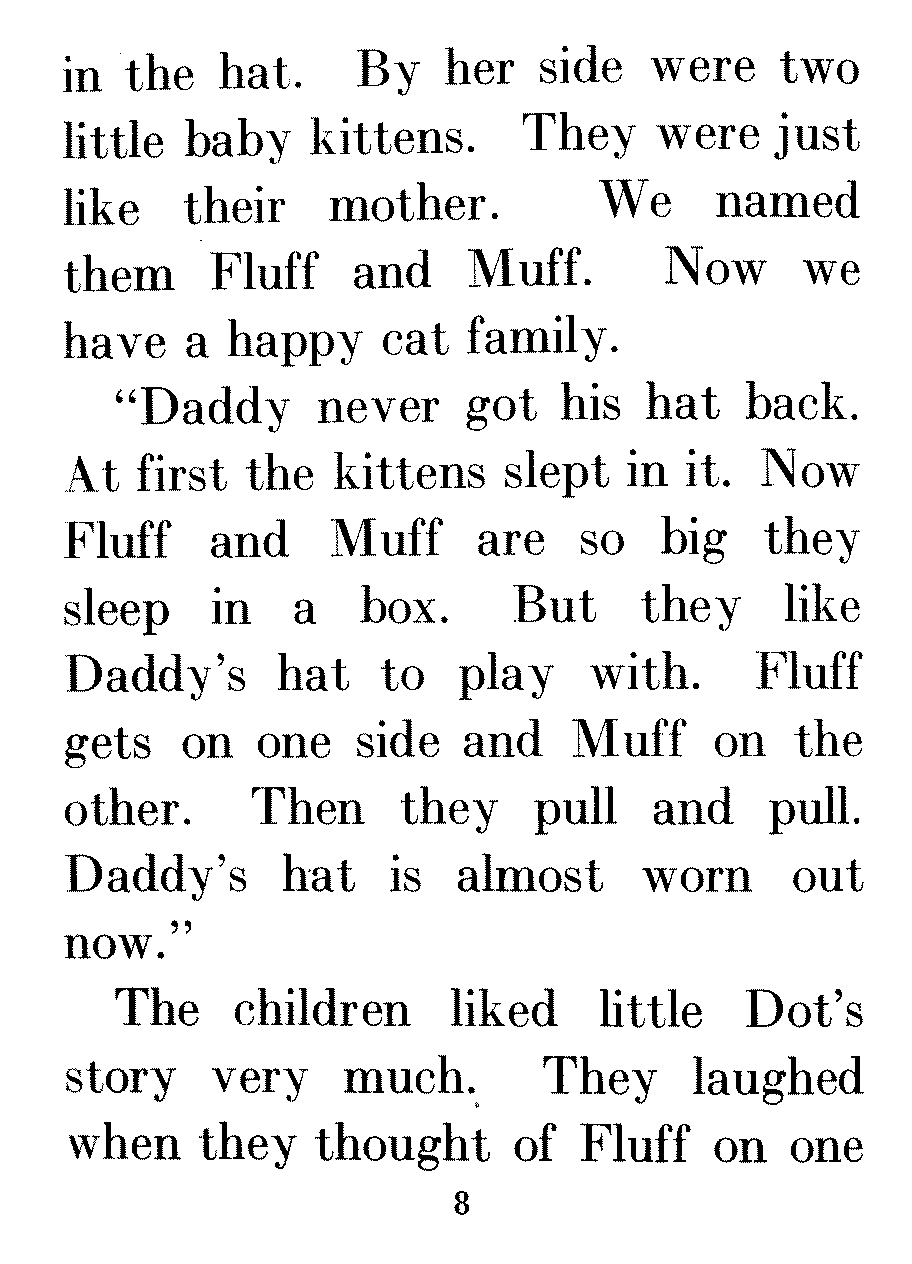 in the hat. By her side were two
little baby kittens. They were just
like their mother. We named
them Fluff and Muff. Now we
have a happy cat family.
“Daddy never got his hat back.
At first the kittens slept in it. Now
Fluff and Muff are so big they
sleep in a box. But they like
Daddy’s hat to play with. Fluff
gets on one side and Muff on the
other. Then they pull and pull.
Daddy’s hat is almost worn out
now.”
The children liked little Dot’s
story very much. They laughed
when they thought of Fluff on one
8